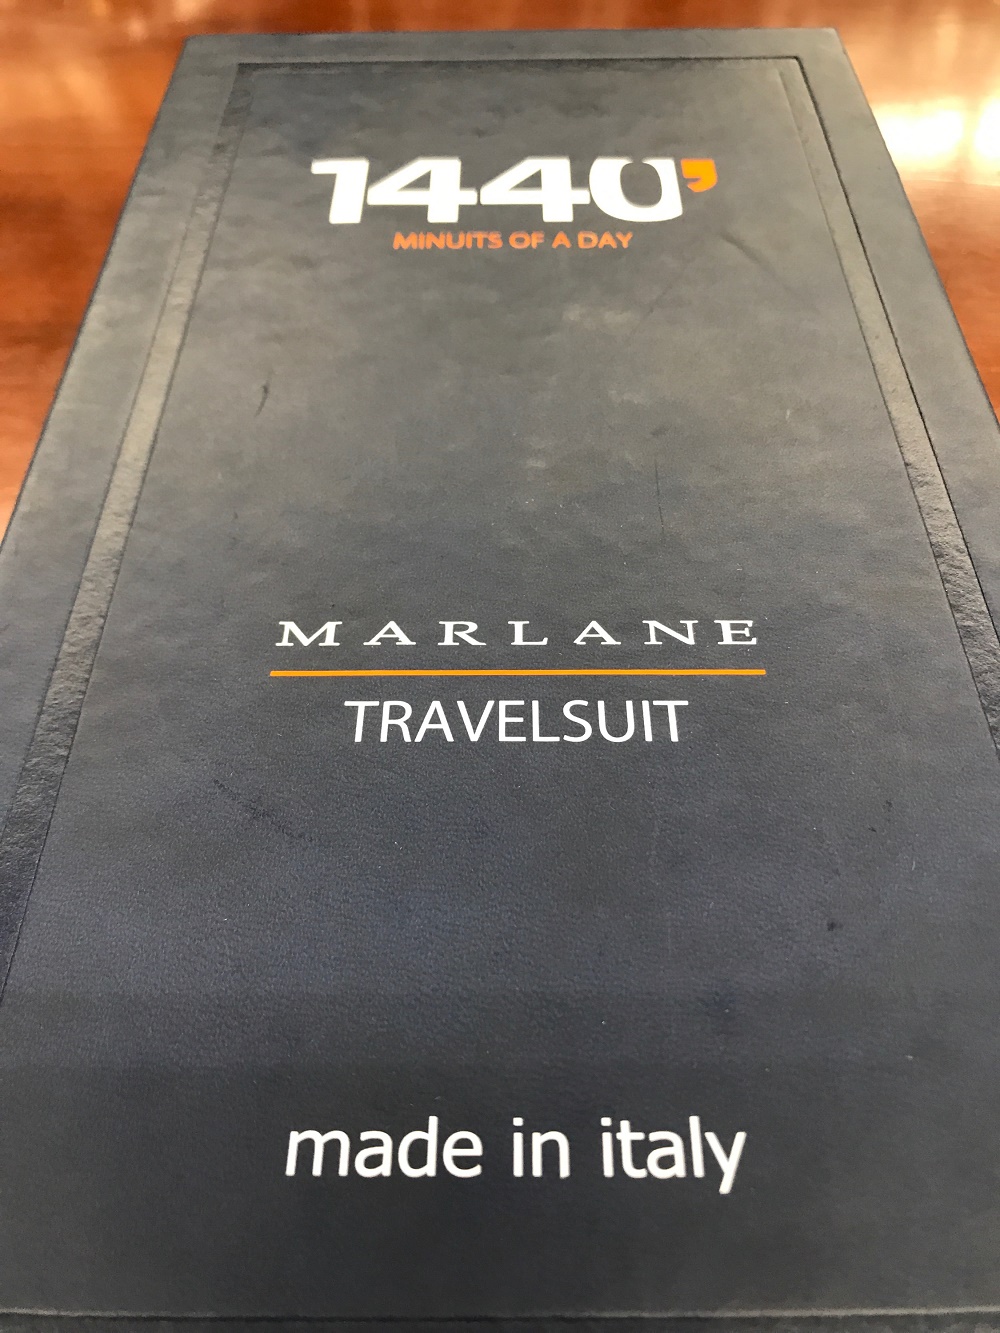 1440'
MINUITS OF A DAY
MARLANE
TRAVELSUIT
made in italy